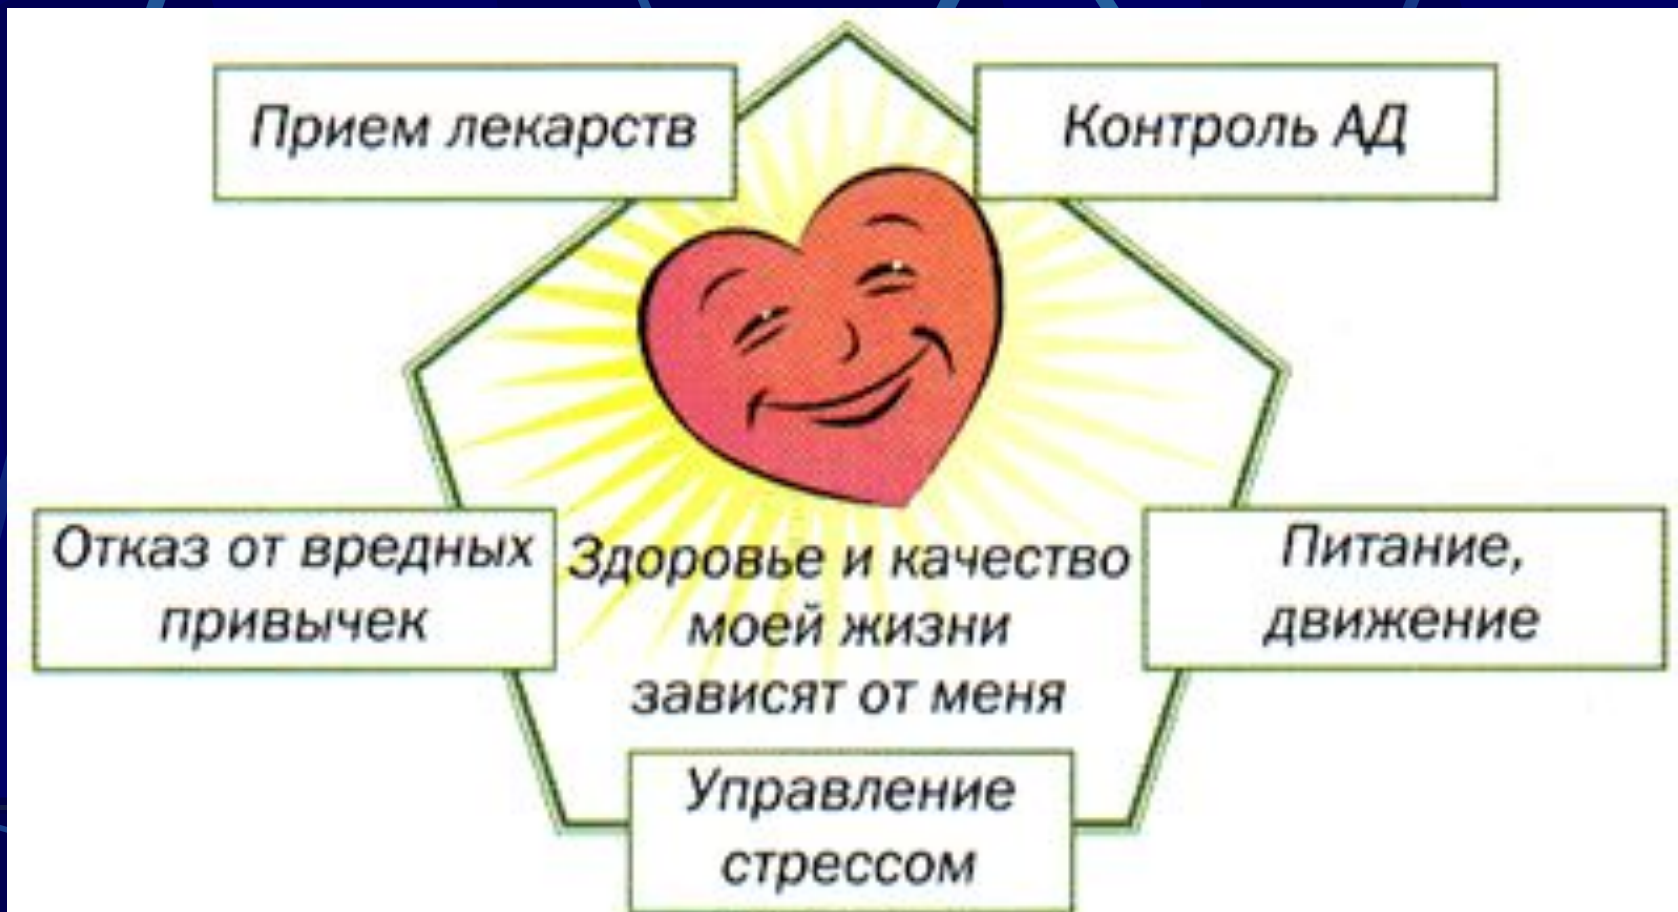 Прием лекарств
Контроль АД
Отказ от вредных
привычек
Здоровье и качество
моей жизни
зависят от меня
Питание,
движение
Управление
стрессом